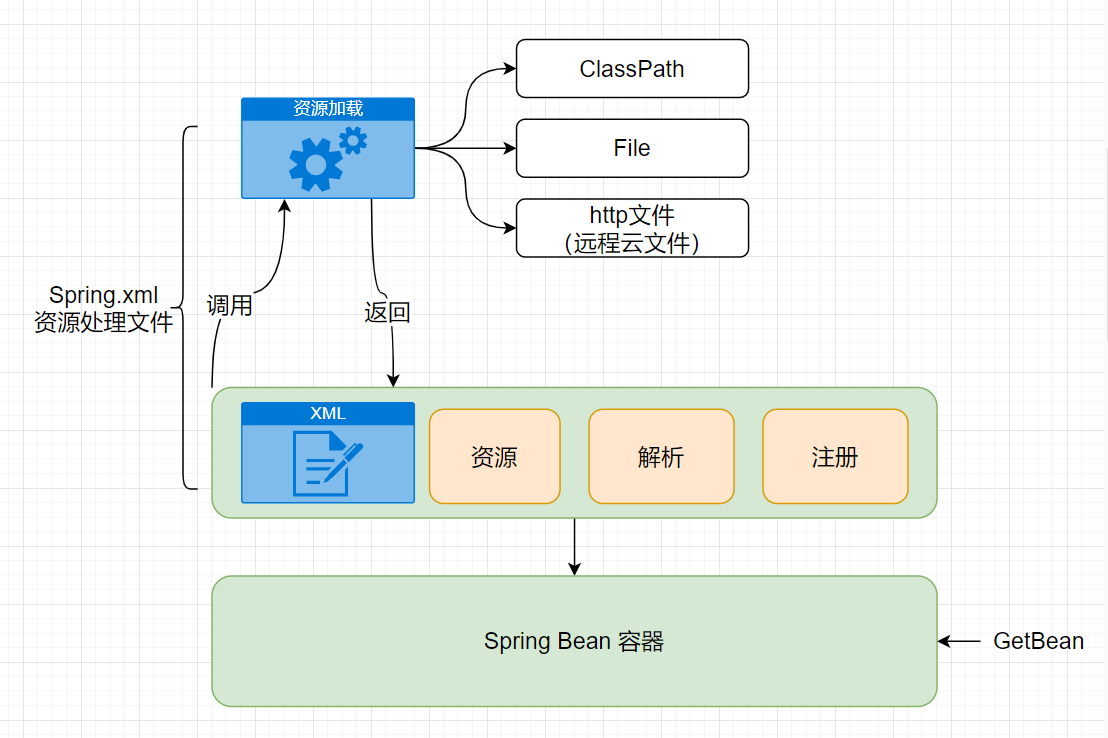 ClassPath
资源加载
File
http文件
（远程云文件）
Spring.xml
资源处理文件
调用
返回
XML
资源
解析
注册
Spring Bean 容器
GetBean